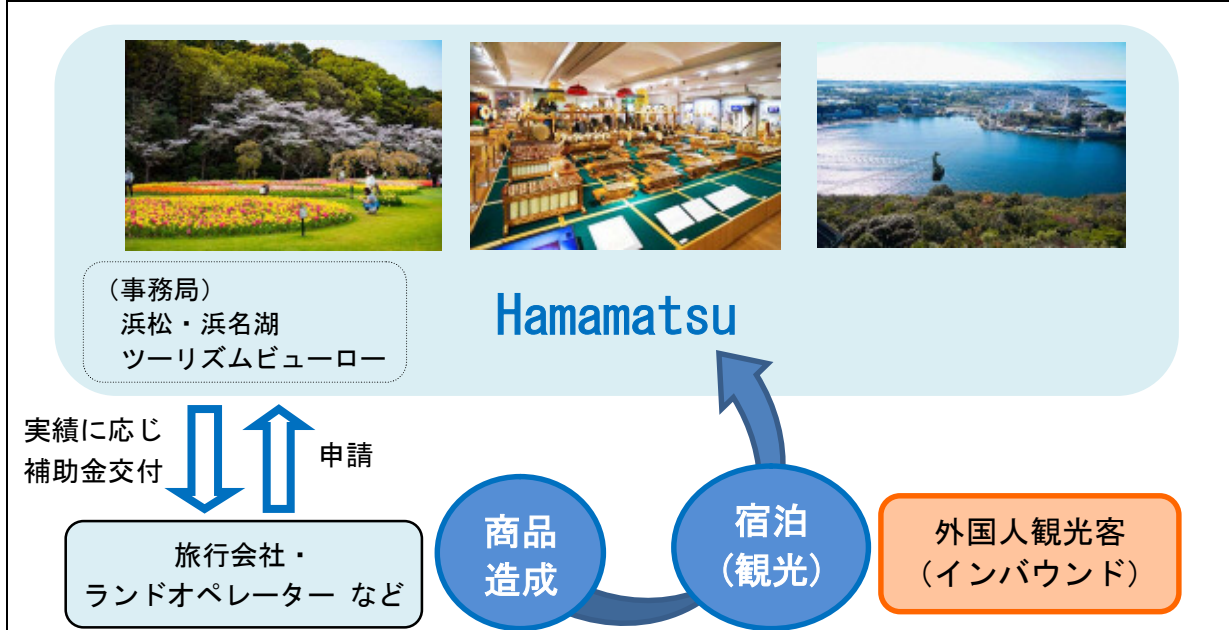 （事務局）
浜松・浜名湖
ツーリズムビューロー
Hamamatsu
実績に応じ
補助金交付
申請
旅行会社・
ランドオペレーター など
商品
造成
宿泊
（観光）
外国人観光客
（インバウンド）